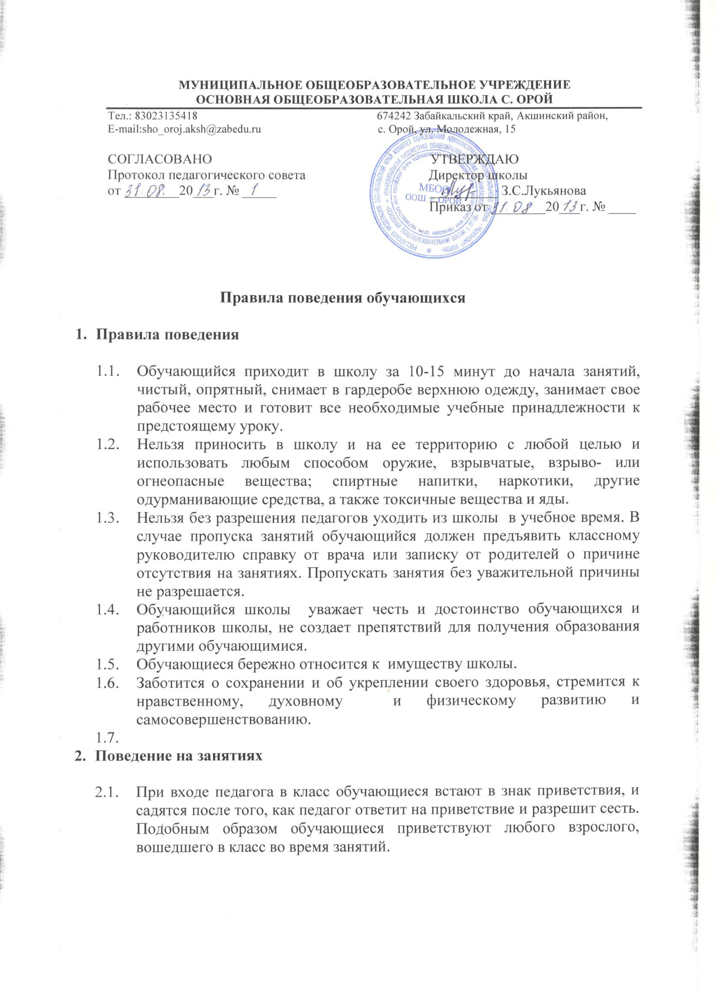 МУНИЦИПАЛЬНОЕ ОБЩЕОБРАЗОВАТЕЛЬНОЕ УЧРЕЖДЕНИЕ
ОСНОВНАЯ ОБЩЕОБРАЗОВАТЕЛЬНАЯ ШКОЛА С. ОРОЙ
Тел.: 83023135418 674242 Забайкальский край, Акшинский район,
E-mail:sho_oroj.aksh@zabedu.ru с. Орой, ул. Молодежная, 15
СОГЛАСОВАНО УТВЕРЖДАЮ
Протокол педагогического совета Директор школы
от 31.08. 2013 г. № 1 З.С.Лукьянова
Приказ от 31.08 2013 г. № ____
МБОО
ООШ с. ОРОЙ
Правила поведения обучающихся
1. Правила поведения
1.1. Обучающийся приходит в школу за 10-15 минут до начала занятий,
чистый, опрятный, снимает в гардеробе верхнюю одежду, занимает свое
рабочее место и готовит все необходимые учебные принадлежности к
предстоящему уроку.
1.2. Нельзя приносить в школу и на ее территорию с любой целью и
использовать любым способом оружие, взрывчатые, взрыво- или
огнеопасные вещества; спиртные напитки, наркотики, другие
одурманивающие средства, а также токсичные вещества и яды.
1.3. Нельзя без разрешения педагогов уходить из школы в учебное время. В
случае пропуска занятий обучающийся должен предъявить классному
руководителю справку от врача или записку от родителей о причине
отсутствия на занятиях. Пропускать занятия без уважительной причины
не разрешается.
1.4. Обучающийся школы уважает честь и достоинство обучающихся и
работников школы, не создает препятствий для получения образования
другими обучающимися.
1.5. Обучающиеся бережно относится к имуществу школы.
1.6. Заботится о сохранении и об укреплении своего здоровья, стремится к
нравственному, духовному и физическому развитию и
самосовершенствованию.
1.7.
2. Поведение на занятиях
2.1. При входе педагога в класс обучающиеся встают в знак приветствия, и
садятся после того, как педагог ответит на приветствие и разрешит сесть.
Подобным образом обучающиеся приветствуют любого взрослого,
вошедшего в класс во время занятий.